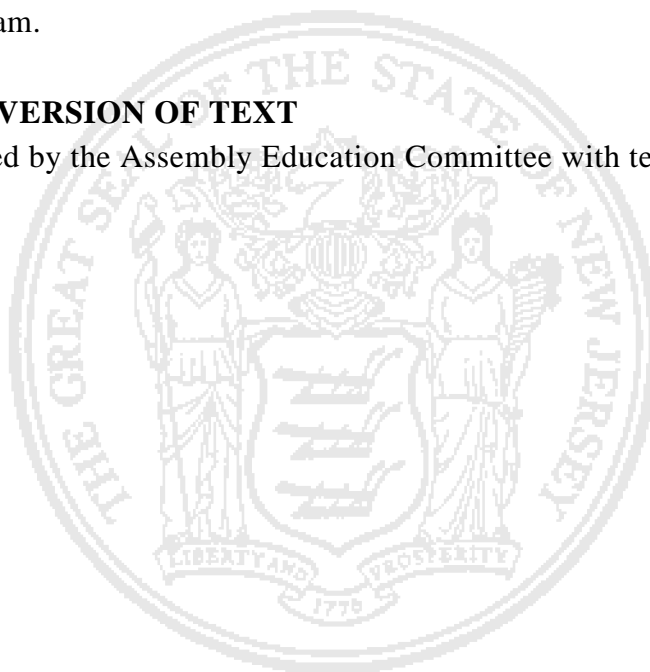 am.
VERSION OF TEXT
ed by the Assembly Education Committee with te
THE GREAT SEAL OF THE STATE OF NEW JERSEY
LIBERTY AND PROSPERITY
1776